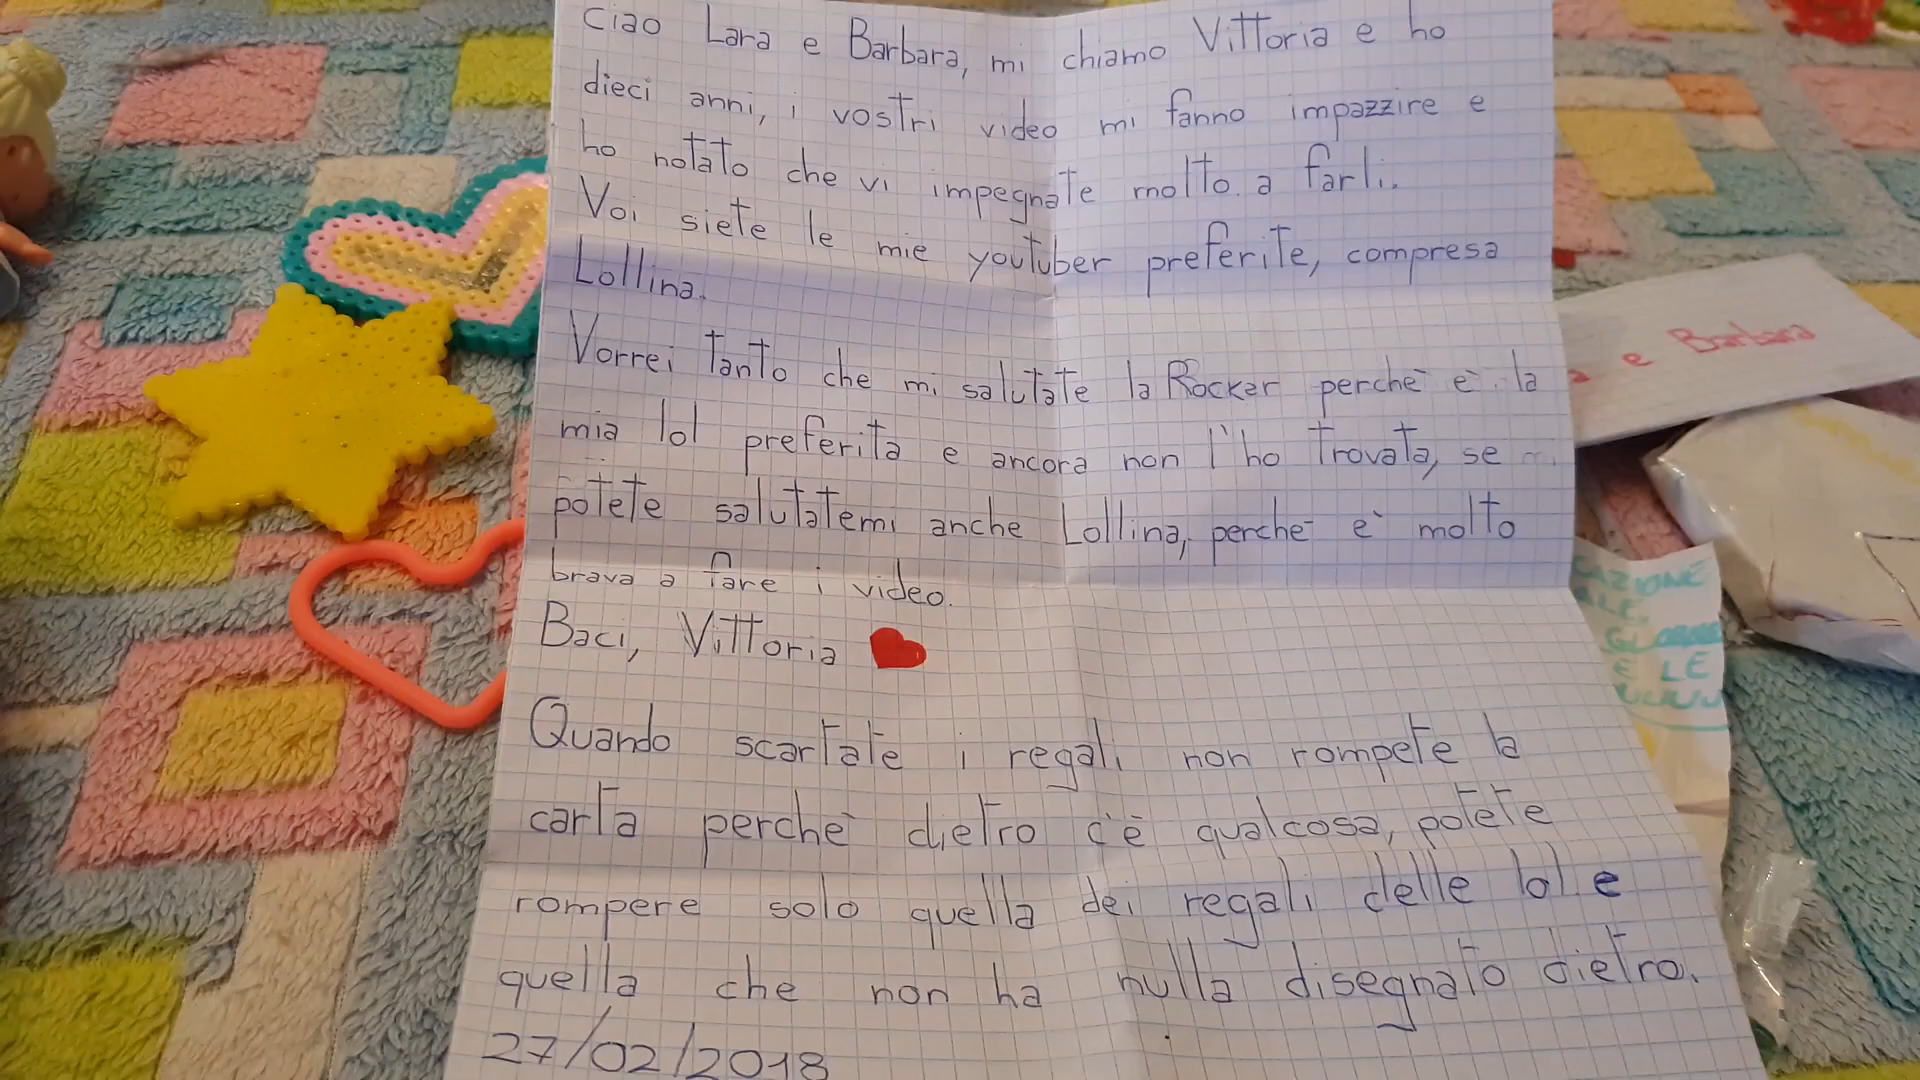 Ciao Lara e Barbara, mi chiamo Vittoria e ho
dieci anni, i vostri video mi fanno impazzire e
ho notato che vi impegnate molto a farli.
Voi siete le mie youtuber preferite, compresa
Lollina.
Vorrei tanto che mi salutate la Rocker perchè è la
mia lol preferita e ancora non l'ho trovata, se
potete salutatemi anche Lollina, perchè è molto
brava a fare i video.
Baci, Vittoria
Quando scartate i regali non rompete la
carta perchè dietro c'è qualcosa, potete
rompere solo quella dei regali delle lol e
quella che non ha nulla disegnato dietro.
27/02/2018
e Barbara
E LE